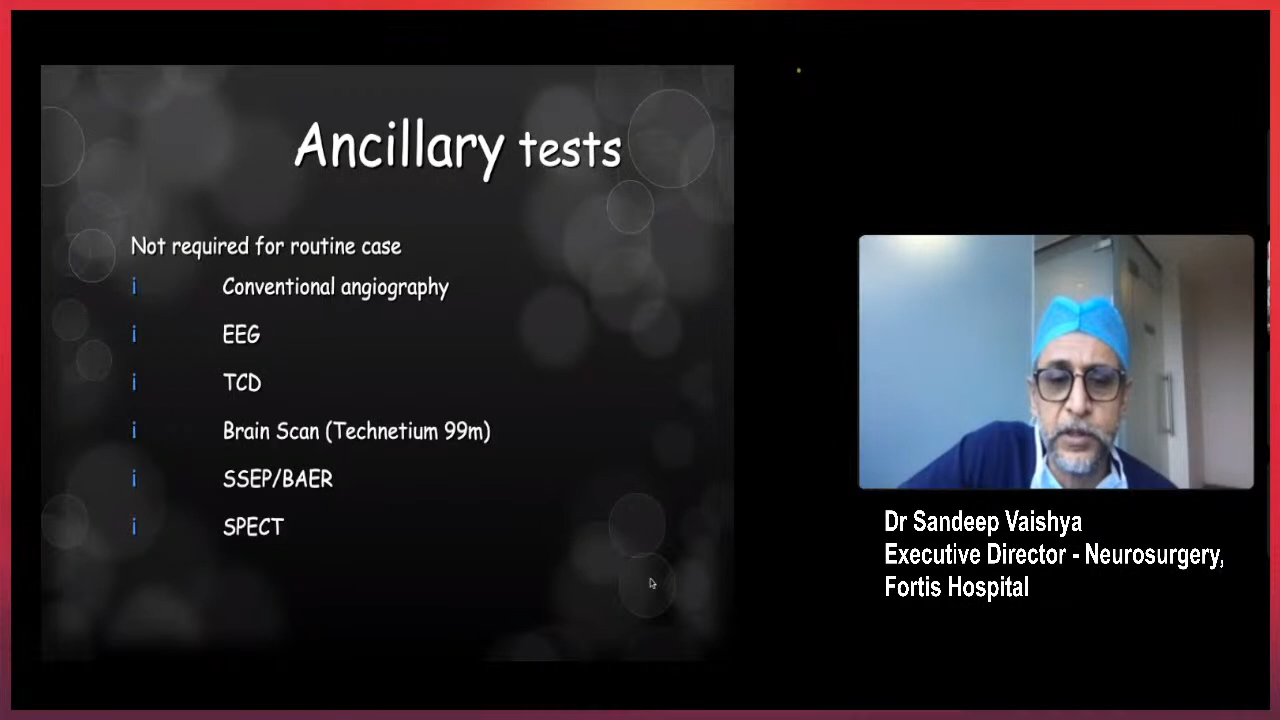 Ancillary tests
Not required for routine case
i Conventional angiography
i EEG
i TCD
i Brain Scan (Technetium 99m)
i SSEP/BAER
i SPECT
Dr Sandeep Vaishya
Executive Director - Neurosurgery,
Fortis Hospital